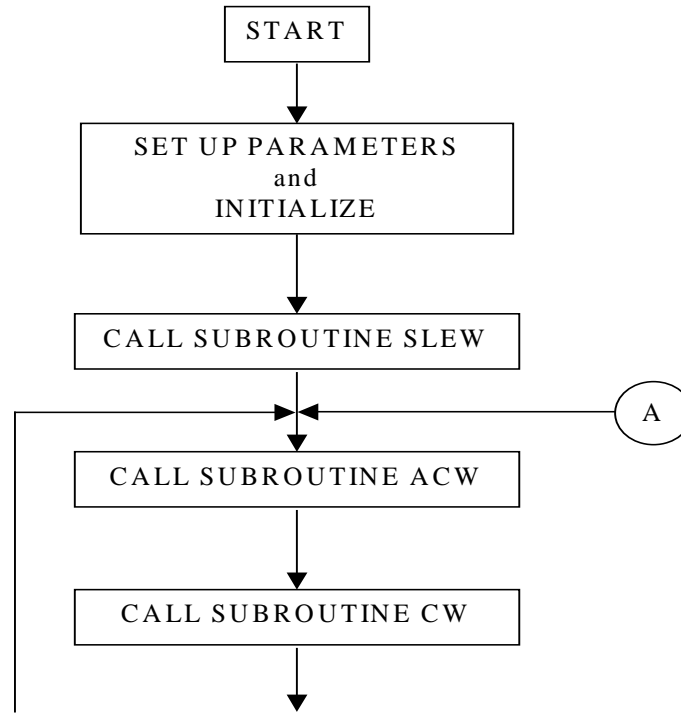 START
SET UP PARAMETERS
and
INITIALIZE
CALL SUBROUTINE SLEW
A
CALL SUBROUTINE ACW
CALL SUBROUTINE CW